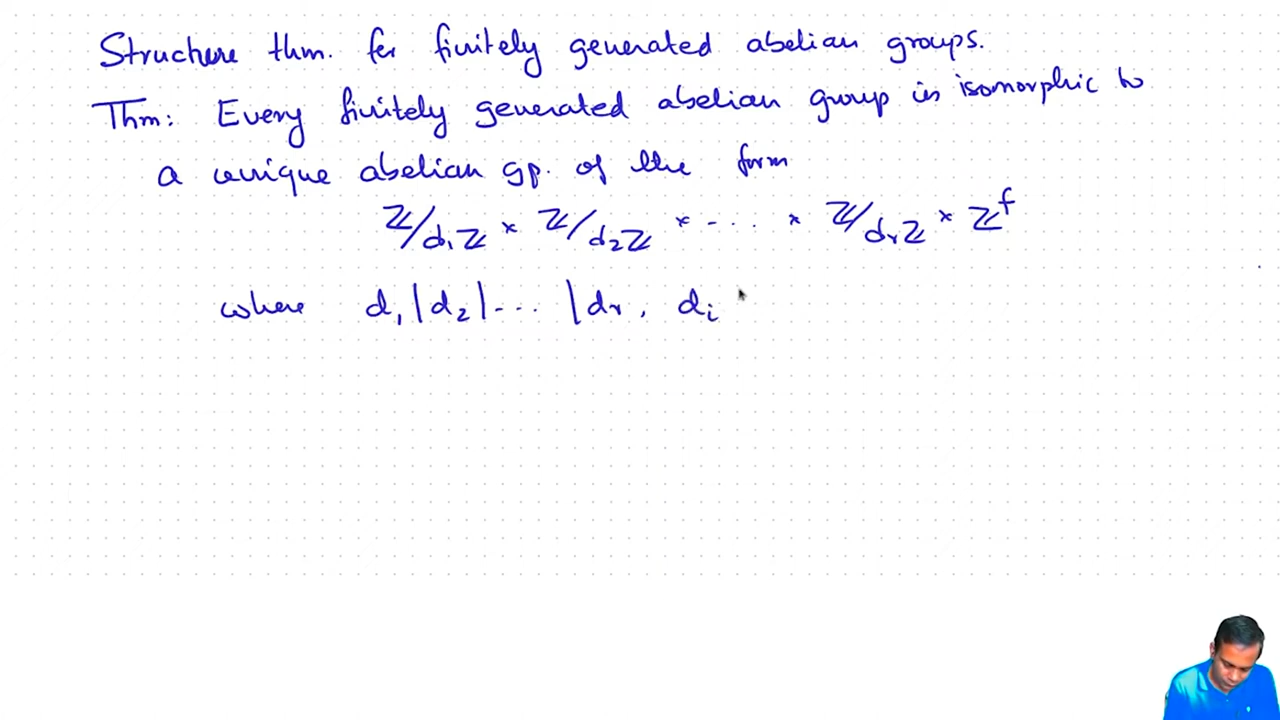 Structure thm. for finitely generated abelian groups.
Thm: Every finitely generated abelian group is isomorphic to
a unique abelian gp. of the form
ℤ/d₁ℤ × ℤ/d₂ℤ × ... × ℤ/dᵣℤ × ℤᶠ
where d₁|d₂|... |dᵣ, dᵢ